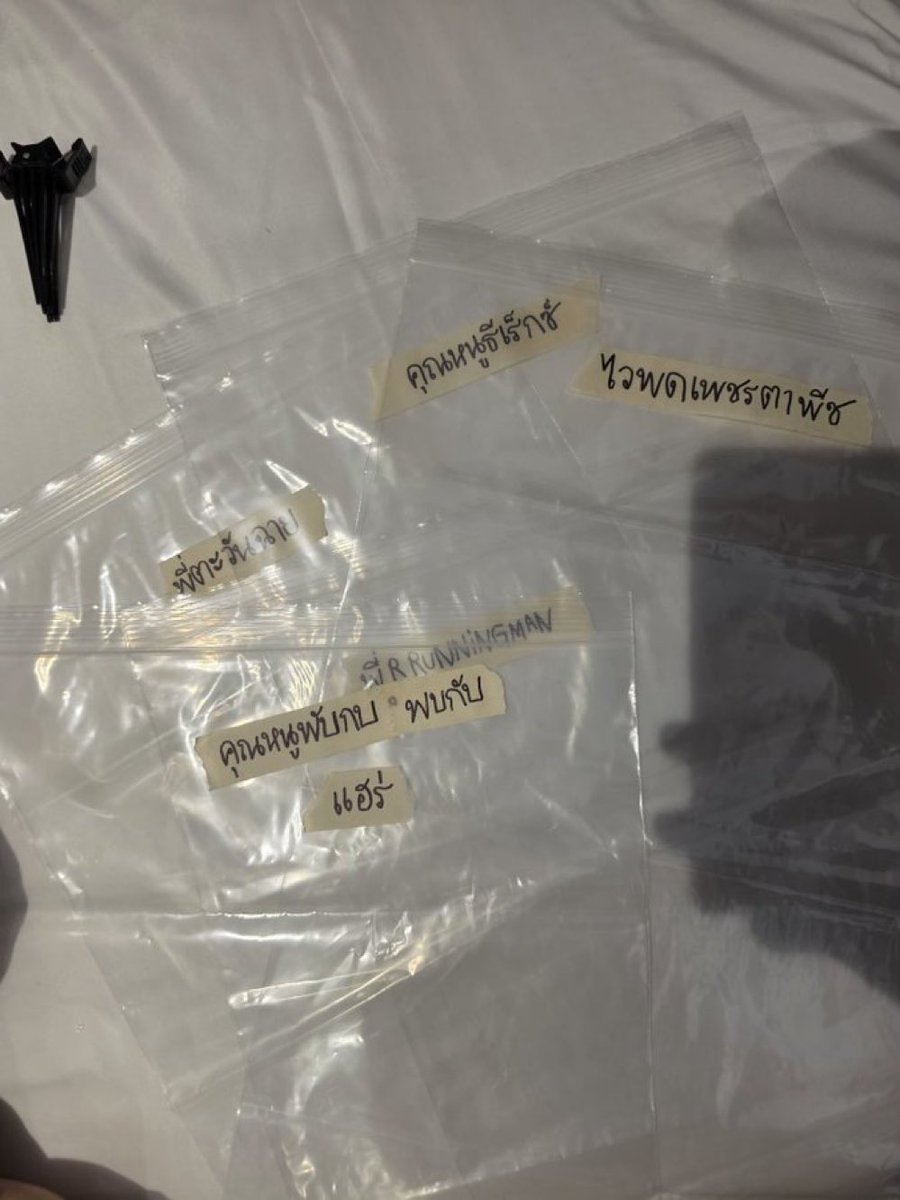 คุณหนูธีเร็กซ์
ไวพดเพชรตาพีช
พี่ตะวันฉาย
พี่ R RUNNiNGMAN
คุณหนูพับกบ พบกับ
แฮร่